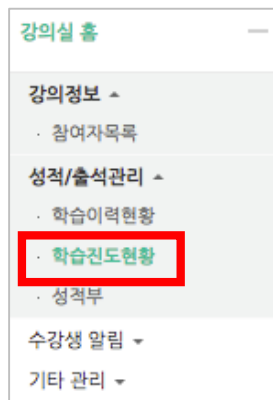 강의실 홈
강의정보
· 참여자목록
성적/출석관리
· 학습이력현황
· 학습진도현황
· 성적부
수강생 알림
기타 관리